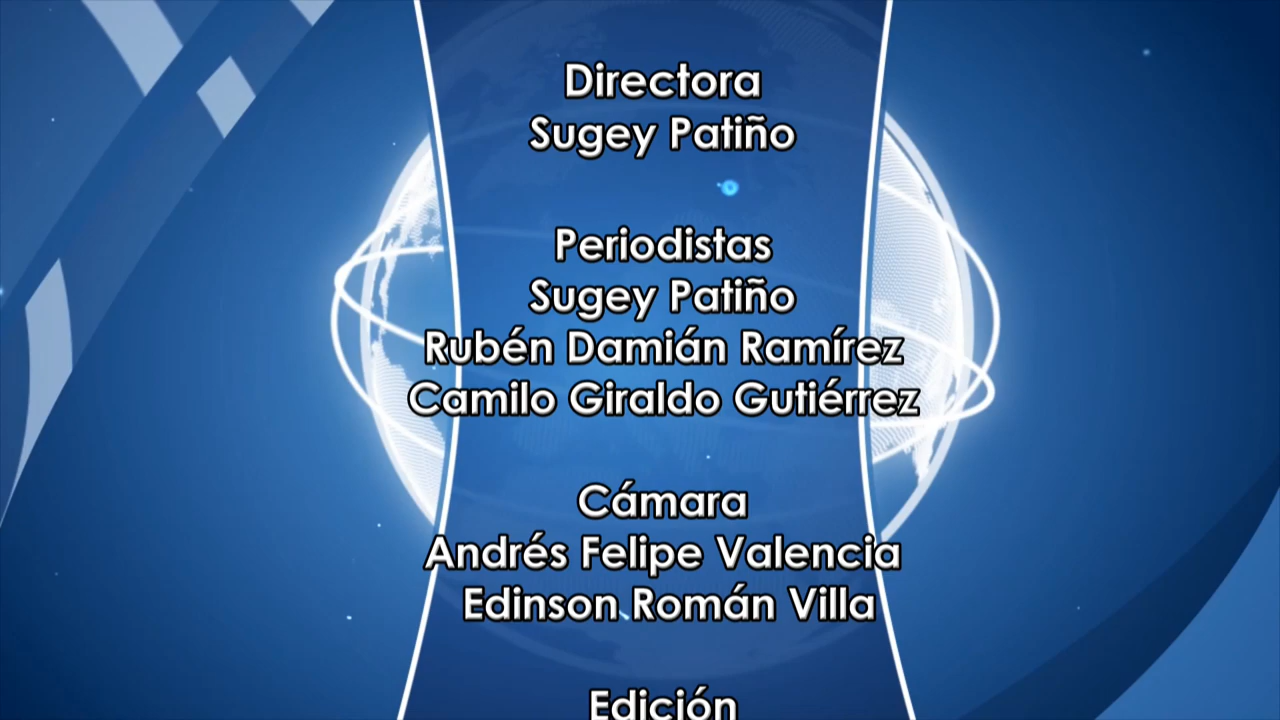 Directora
Sugey Patiño
Periodistas
Sugey Patiño
Rubén Damián Ramírez
Camilo Giraldo Gutiérrez
Cámara
Andrés Felipe Valencia
Edinson Román Villa
Edición